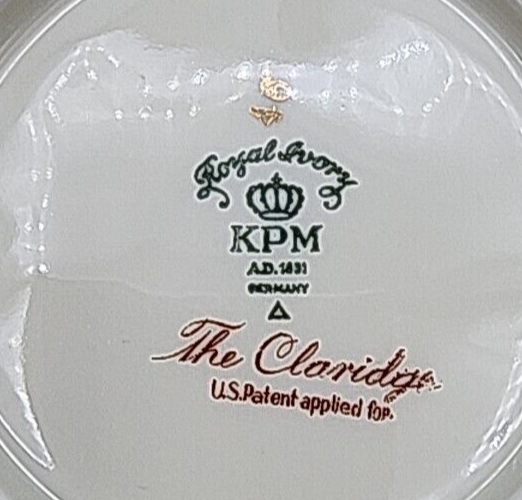 Royal Ivory
KPM
A.D. 1831
GERMANY
The Claridge
U.S. Patent applied for.